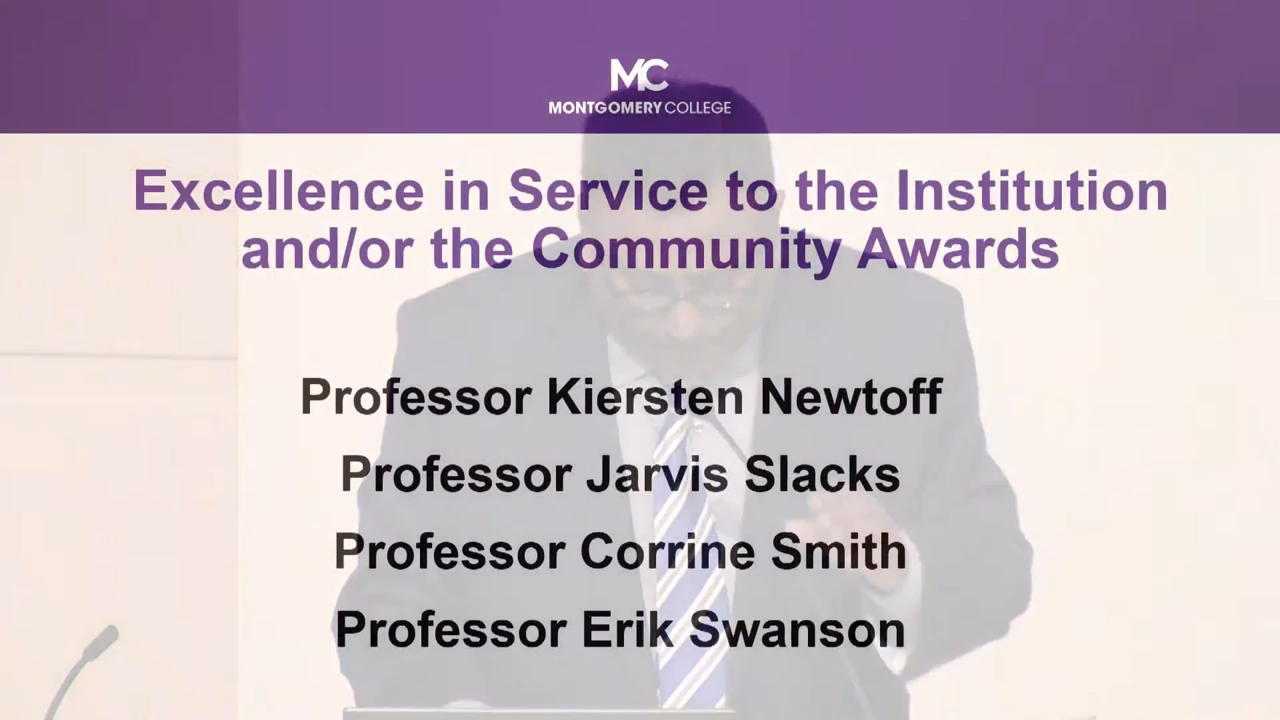 MC
MONTGOMERY COLLEGE
Excellence in Service to the Institution
and/or the Community Awards
Professor Kiersten Newtoff
Professor Jarvis Slacks
Professor Corrine Smith
Professor Erik Swanson